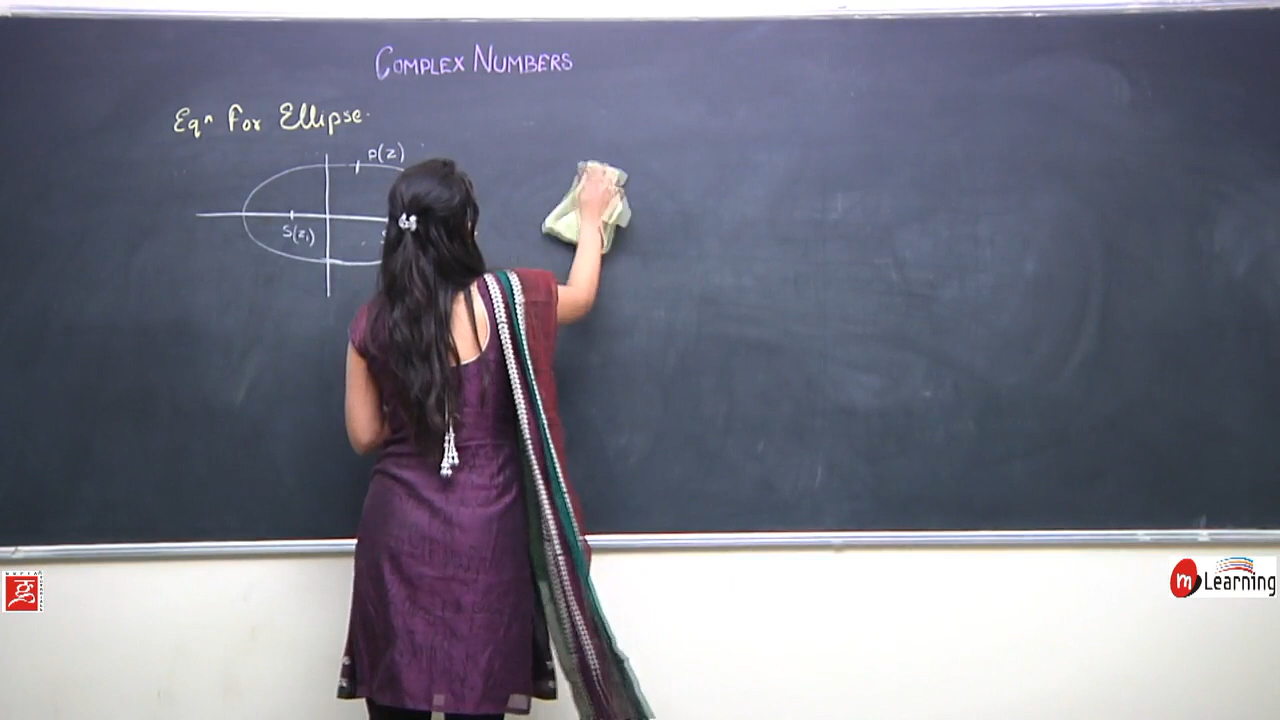 COMPLEX NUMBERS
Eqⁿ For Ellipse.
P(z)
S(z₁)
S
m Learning